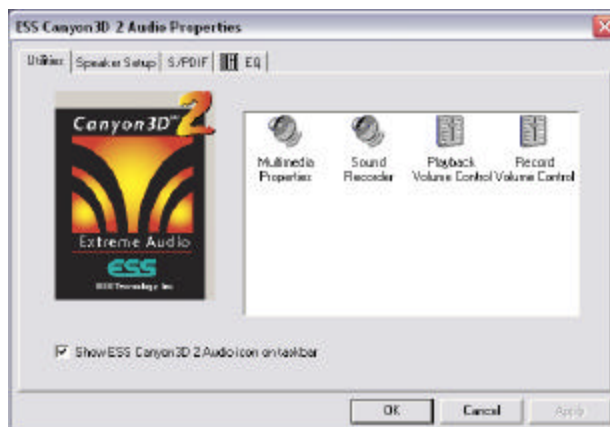 ESS Canyon3D 2 Audio Properties
Utilities Speaker Setup S/PDIF EQ
Canyon3D™ 2
Extreme Audio
ESS
ESS Technology, Inc.
Multimedia Properties
Sound Recorder
Playback Volume Control
Record Volume Control
Show ESS Canyon3D 2 Audio icon on taskbar
OK Cancel Apply